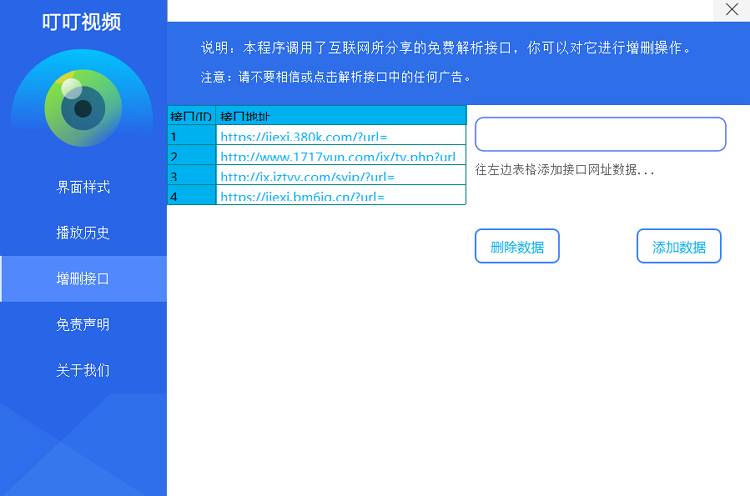 叮叮视频
说明：本程序调用了互联网所分享的免费解析接口，你可以对它进行增删操作。
注意：请不要相信或点击解析接口中的任何广告。
接口/ID 接口地址
1 https://jiexi.380k.com/?url=
2 http://www.1717yun.com/jx/ty.php?url
3 http://jx.jztvv.com/svip/?url=
4 https://jiexi.bm6ig.cn/?url=
往左边表格添加接口网址数据...
删除数据 添加数据
界面样式
播放历史
增删接口
免责声明
关于我们